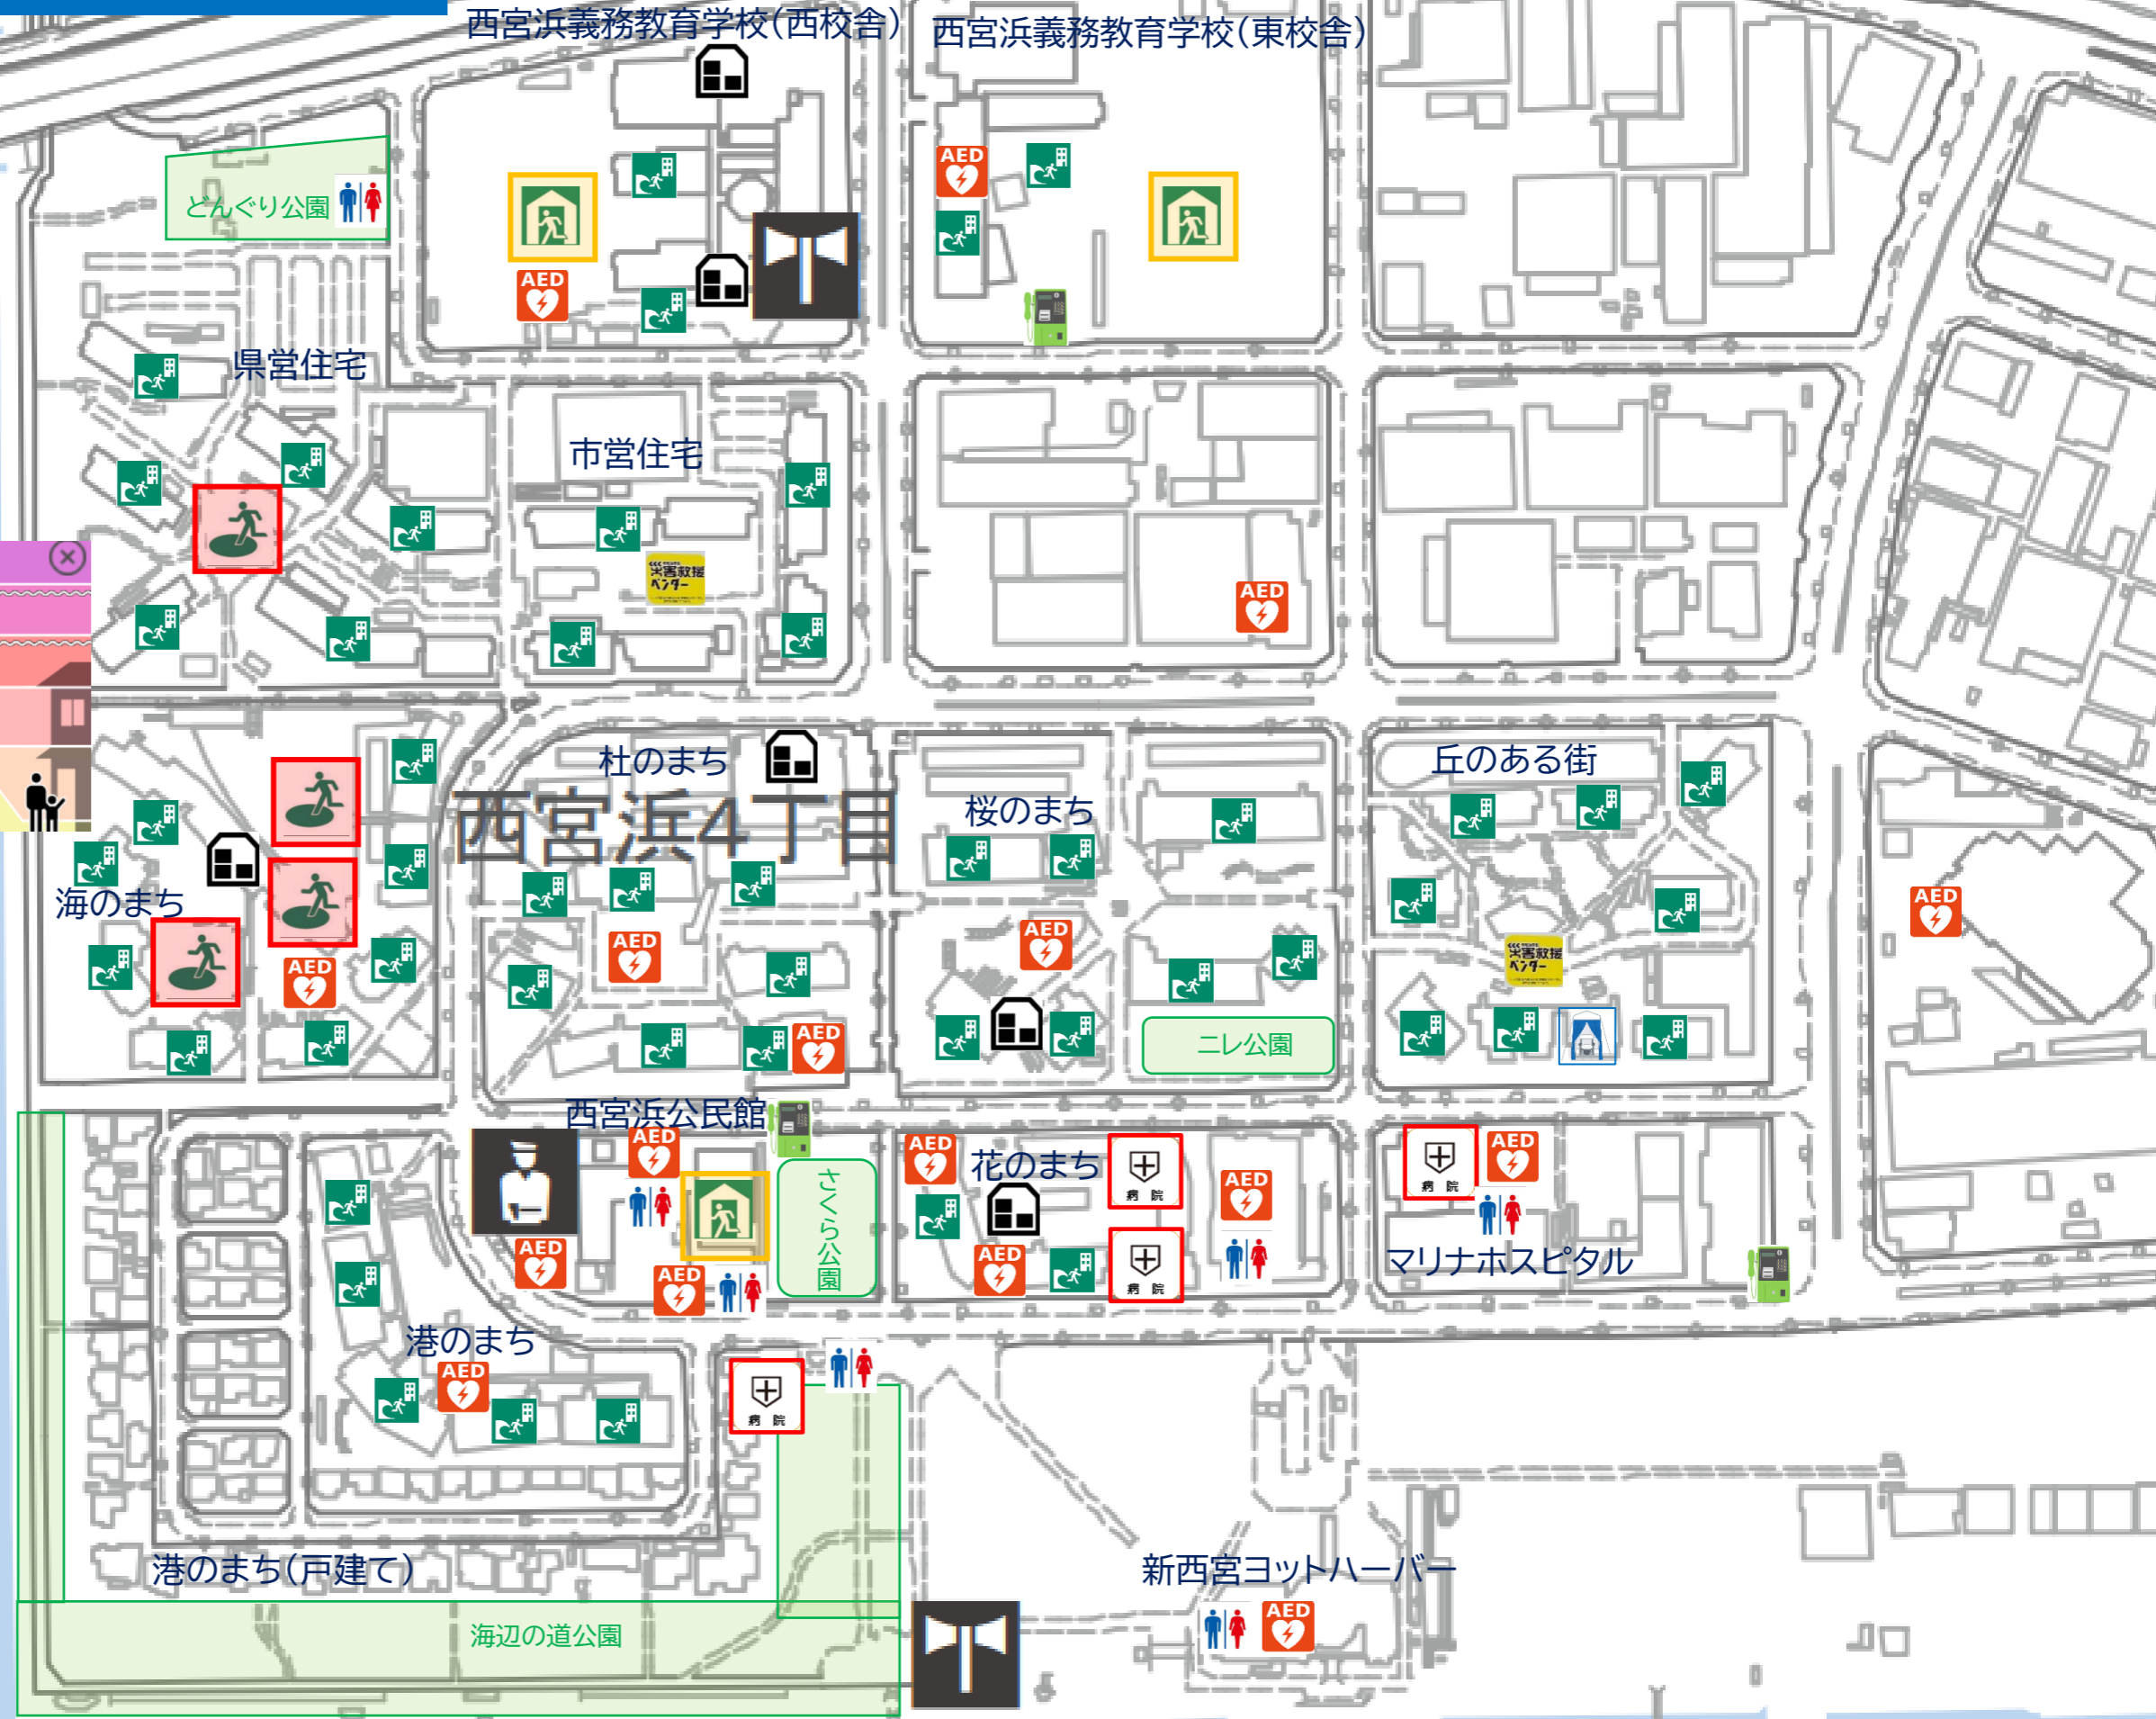 西宮浜義務教育学校(西校舎)
西宮浜義務教育学校(東校舎)
AED
どんぐり公園
AED
県営住宅
市営住宅
災害救援
ベンダー
AED
杜のまち
丘のある街
西宮浜4丁目
桜のまち
海のまち
AED
AED
AED
災害救援
ベンダー
AED
AED
ニレ公園
西宮浜公民館
AED
AED
花のまち
病院
AED
病院
AED
さくら公園
AED
AED
AED
病院
マリナホスピタル
港のまち
AED
病院
港のまち(戸建て)
新西宮ヨットハーバー
海辺の道公園
AED